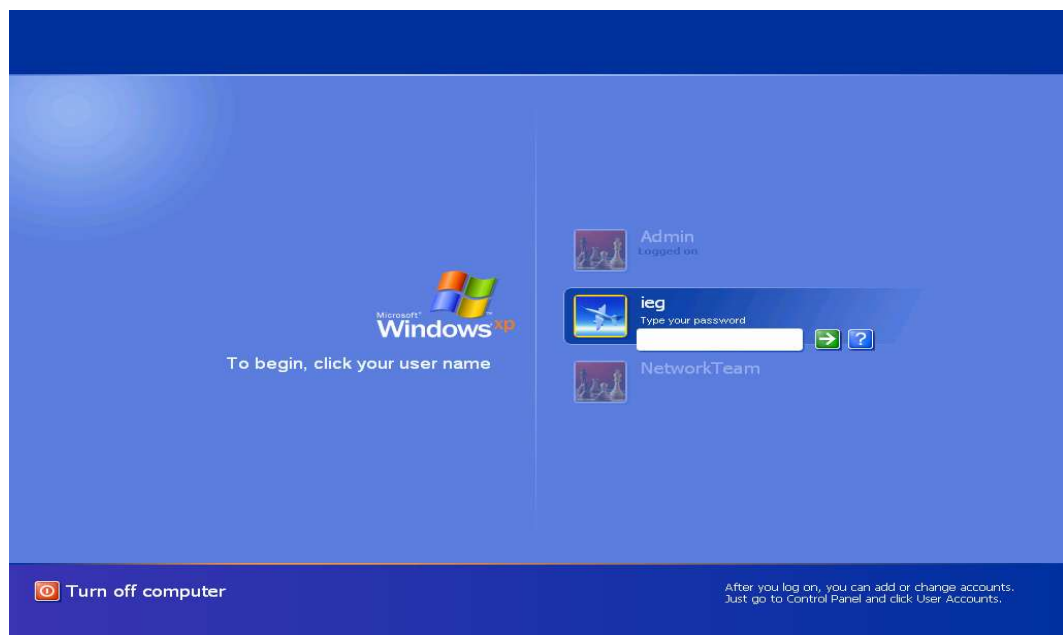 Microsoft®
Windows xp
To begin, click your user name
Admin
Logged on
ieg
Type your password
?
NetworkTeam
Turn off computer
After you log on, you can add or change accounts.
Just go to Control Panel and click User Accounts.